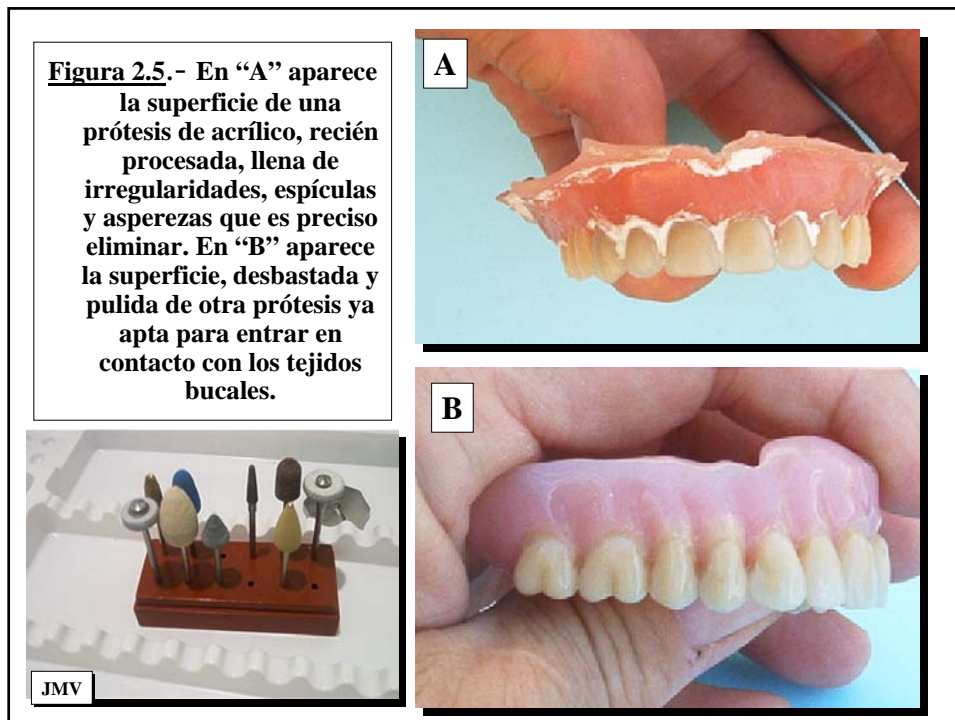 Figura 2.5.- En “A” aparece
la superficie de una
prótesis de acrílico, recién
procesada, llena de
irregularidades, espículas
y asperezas que es preciso
eliminar. En “B” aparece
la superficie, desbastada y
pulida de otra prótesis ya
apta para entrar en
contacto con los tejidos
bucales.
A
B
JMV